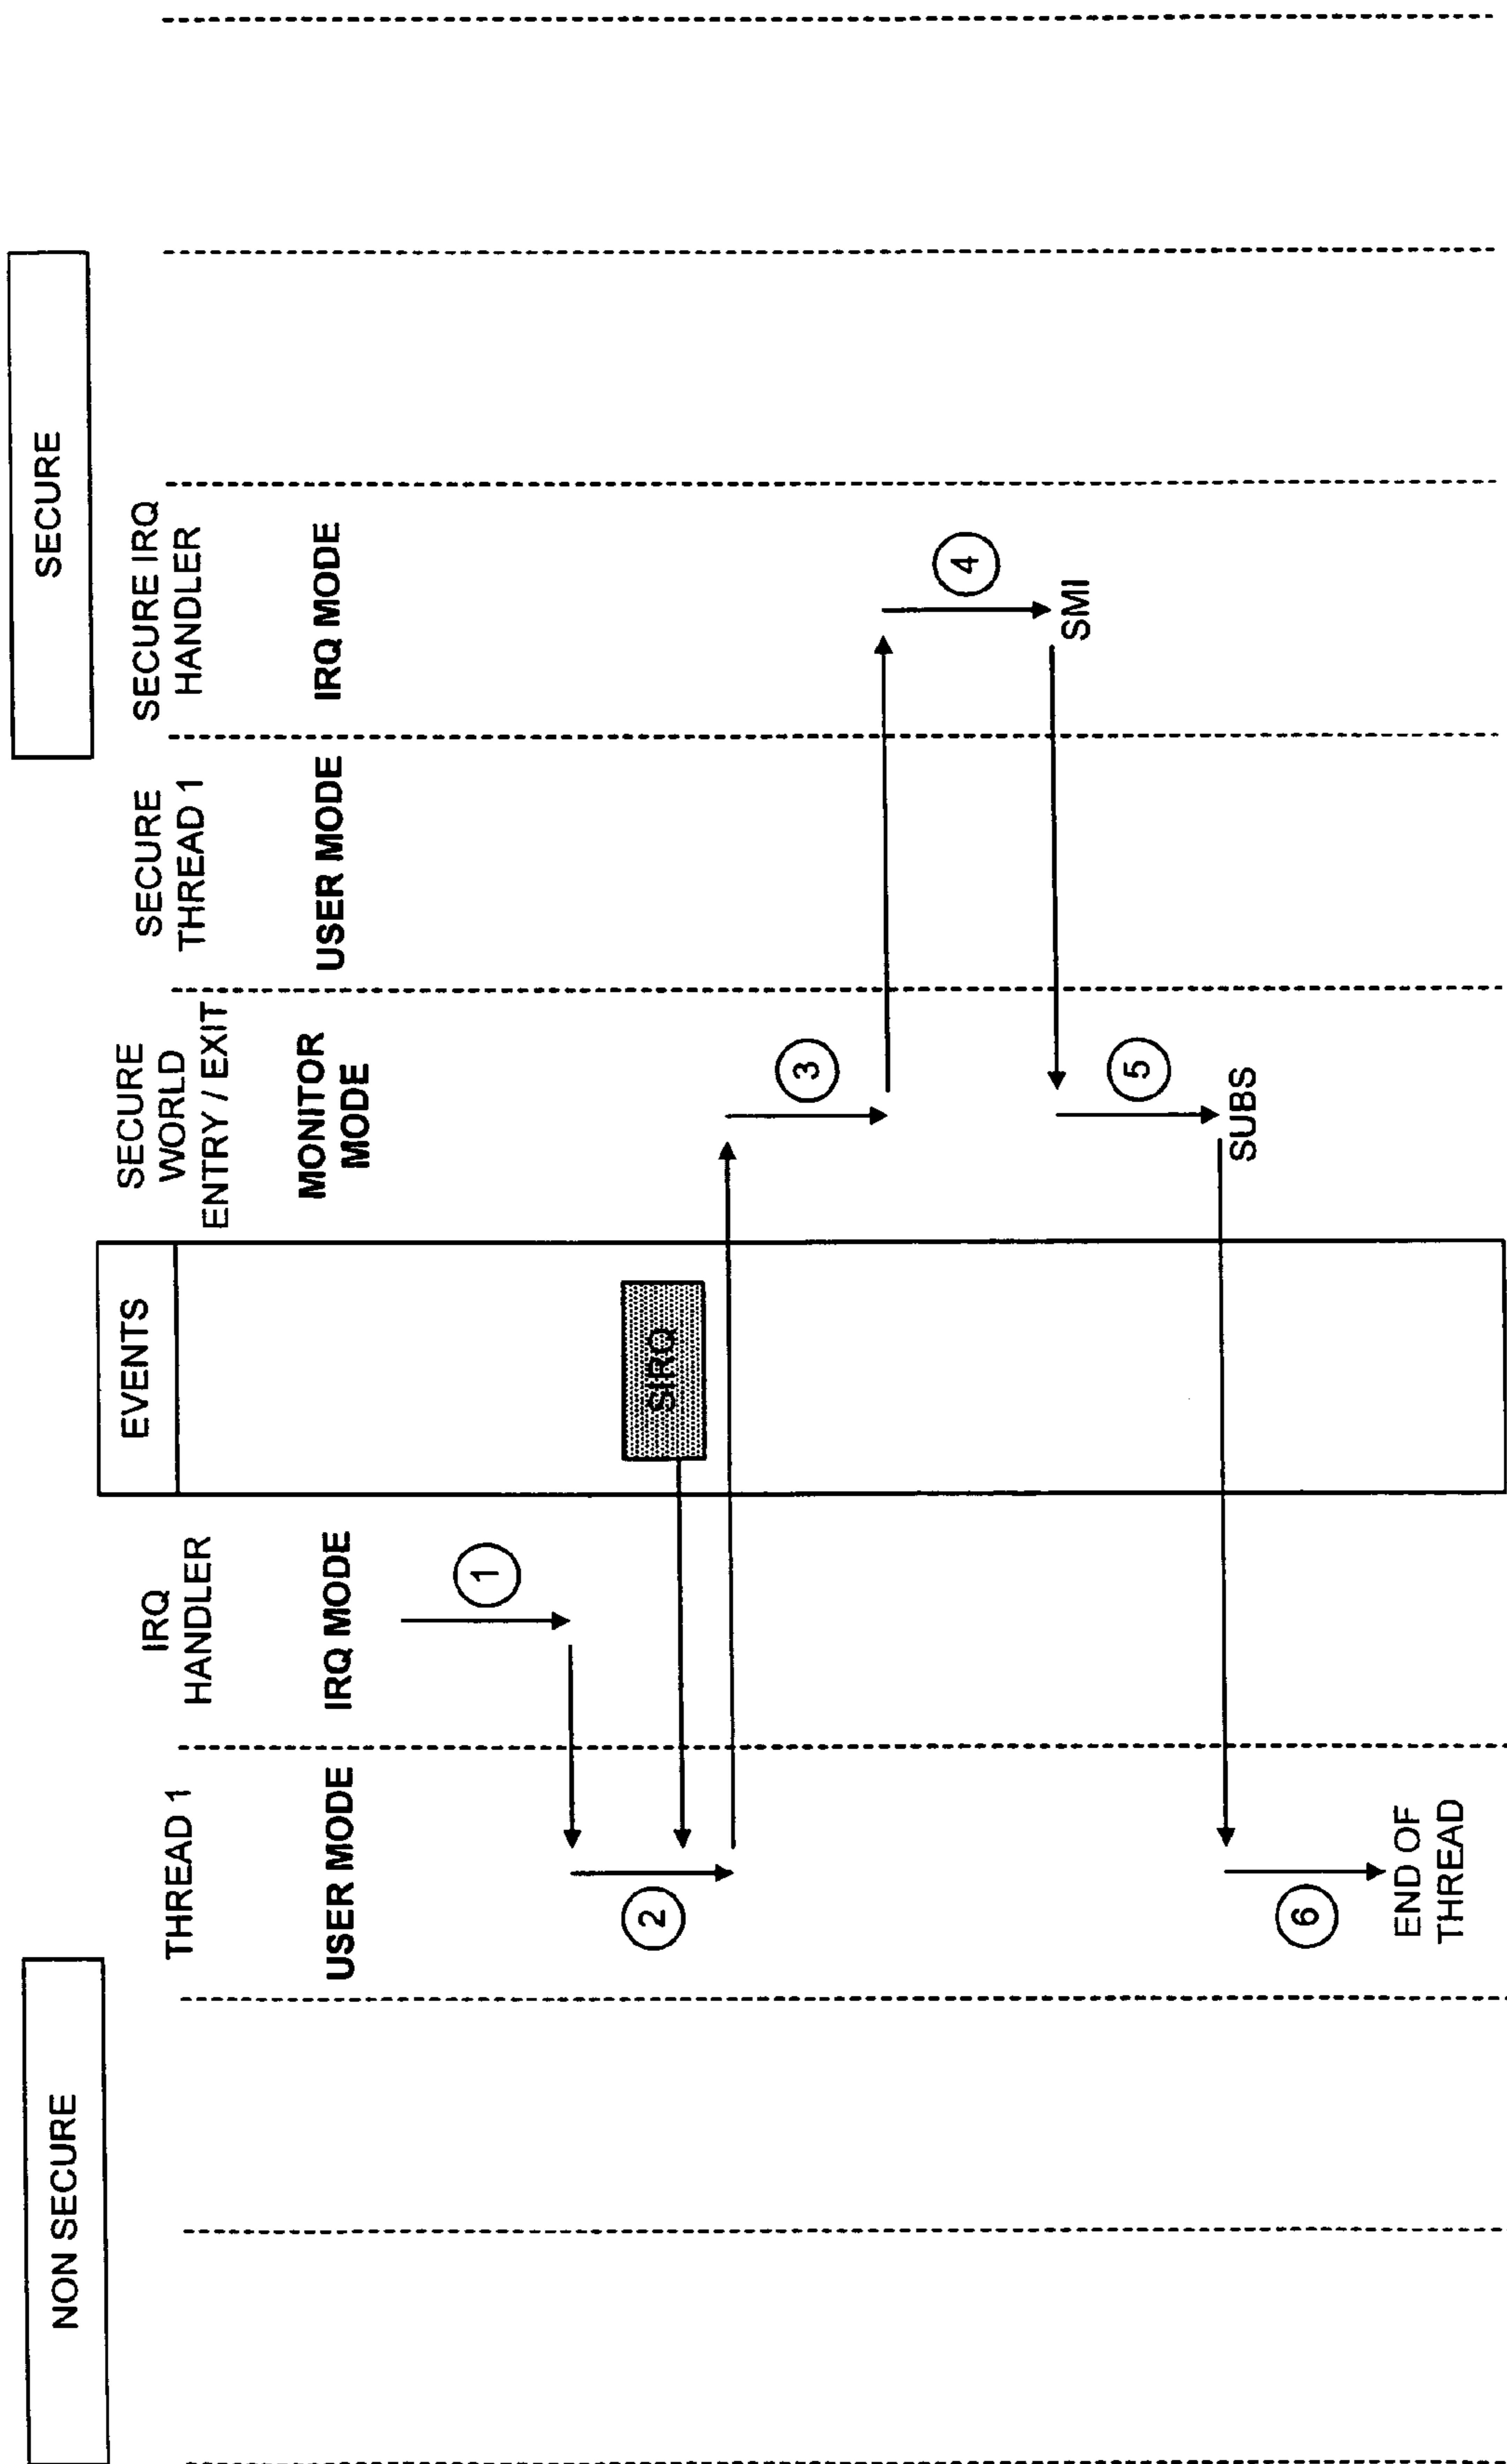 NON SECURE
SECURE
THREAD 1
IRQ
HANDLER
EVENTS
SECURE
WORLD
ENTRY / EXIT
SECURE
THREAD 1
SECURE IRQ
HANDLER
USER MODE
IRQ MODE
MONITOR
MODE
USER MODE
IRQ MODE
1
2
SIRQ
3
4
SMI
5
SUBS
6
END OF
THREAD